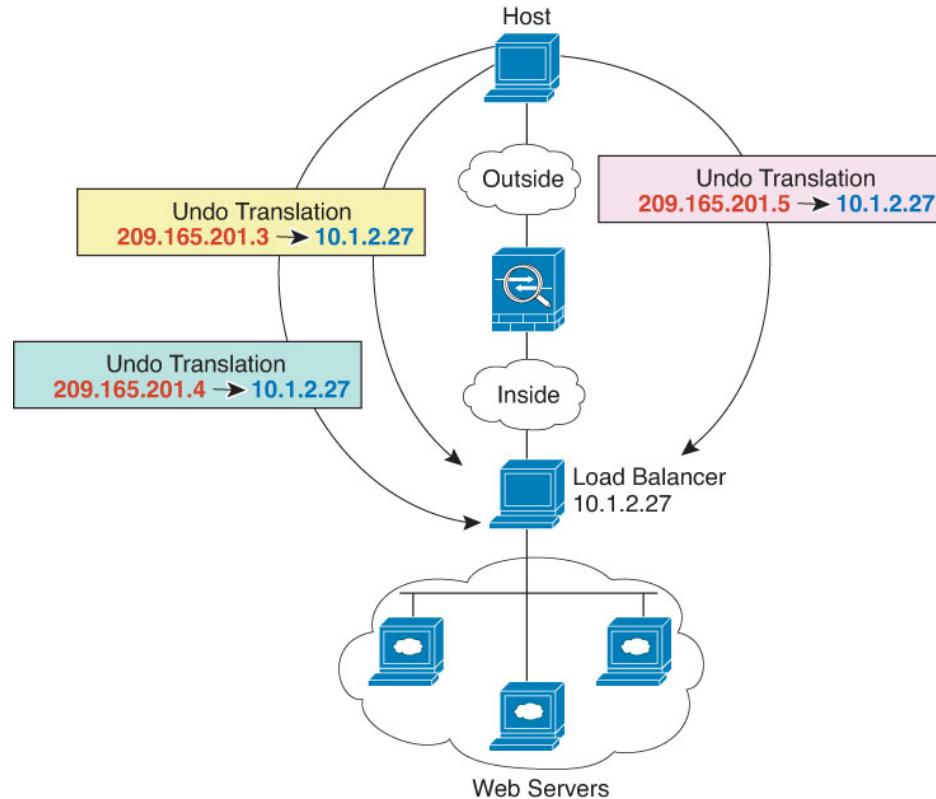 Host
Outside
Undo Translation
209.165.201.3 → 10.1.2.27
Undo Translation
209.165.201.5 → 10.1.2.27
Undo Translation
209.165.201.4 → 10.1.2.27
Inside
Load Balancer
10.1.2.27
Web Servers